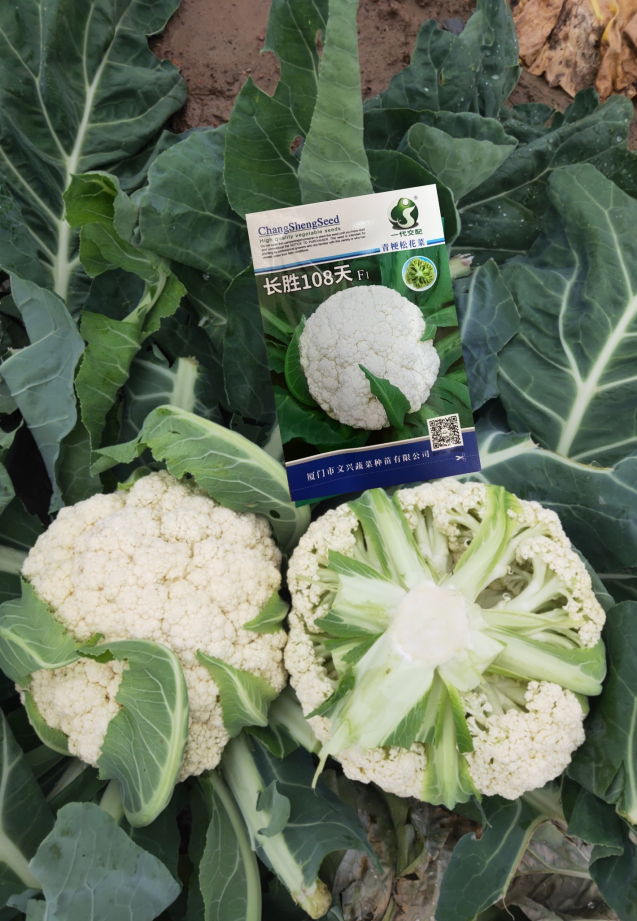 ChangShengSeed
High quality vegetable seeds
一代交配
青梗松花菜
长胜108天 F1
厦门市文兴蔬菜种苗有限公司